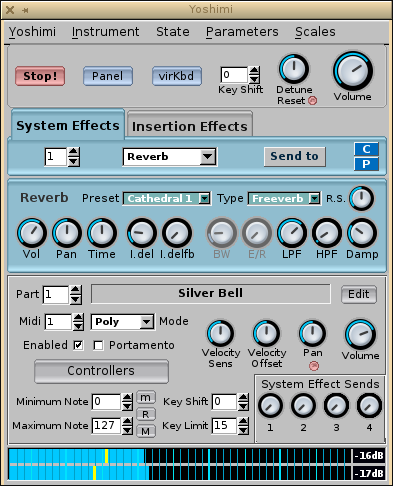 Yoshimi
Yoshimi Instrument State Parameters Scales
Stop! Panel virKbd 0
Key Shift Detune
Reset Volume
System Effects Insertion Effects
1 Reverb Send to C
P
Reverb Preset Cathedral 1 Type Freeverb R.S.
Vol Pan Time I.del I.delfb BW E/R LPF HPF Damp
Part 1 Silver Bell Edit
Midi 1 Poly Mode
Enabled Portamento
Velocity
Sens Velocity
Offset Pan Volume
Controllers
System Effect Sends
Minimum Note 0 m Key Shift 0
R
Maximum Note 127 M Key Limit 15
1 2 3 4
-16dB
-17dB